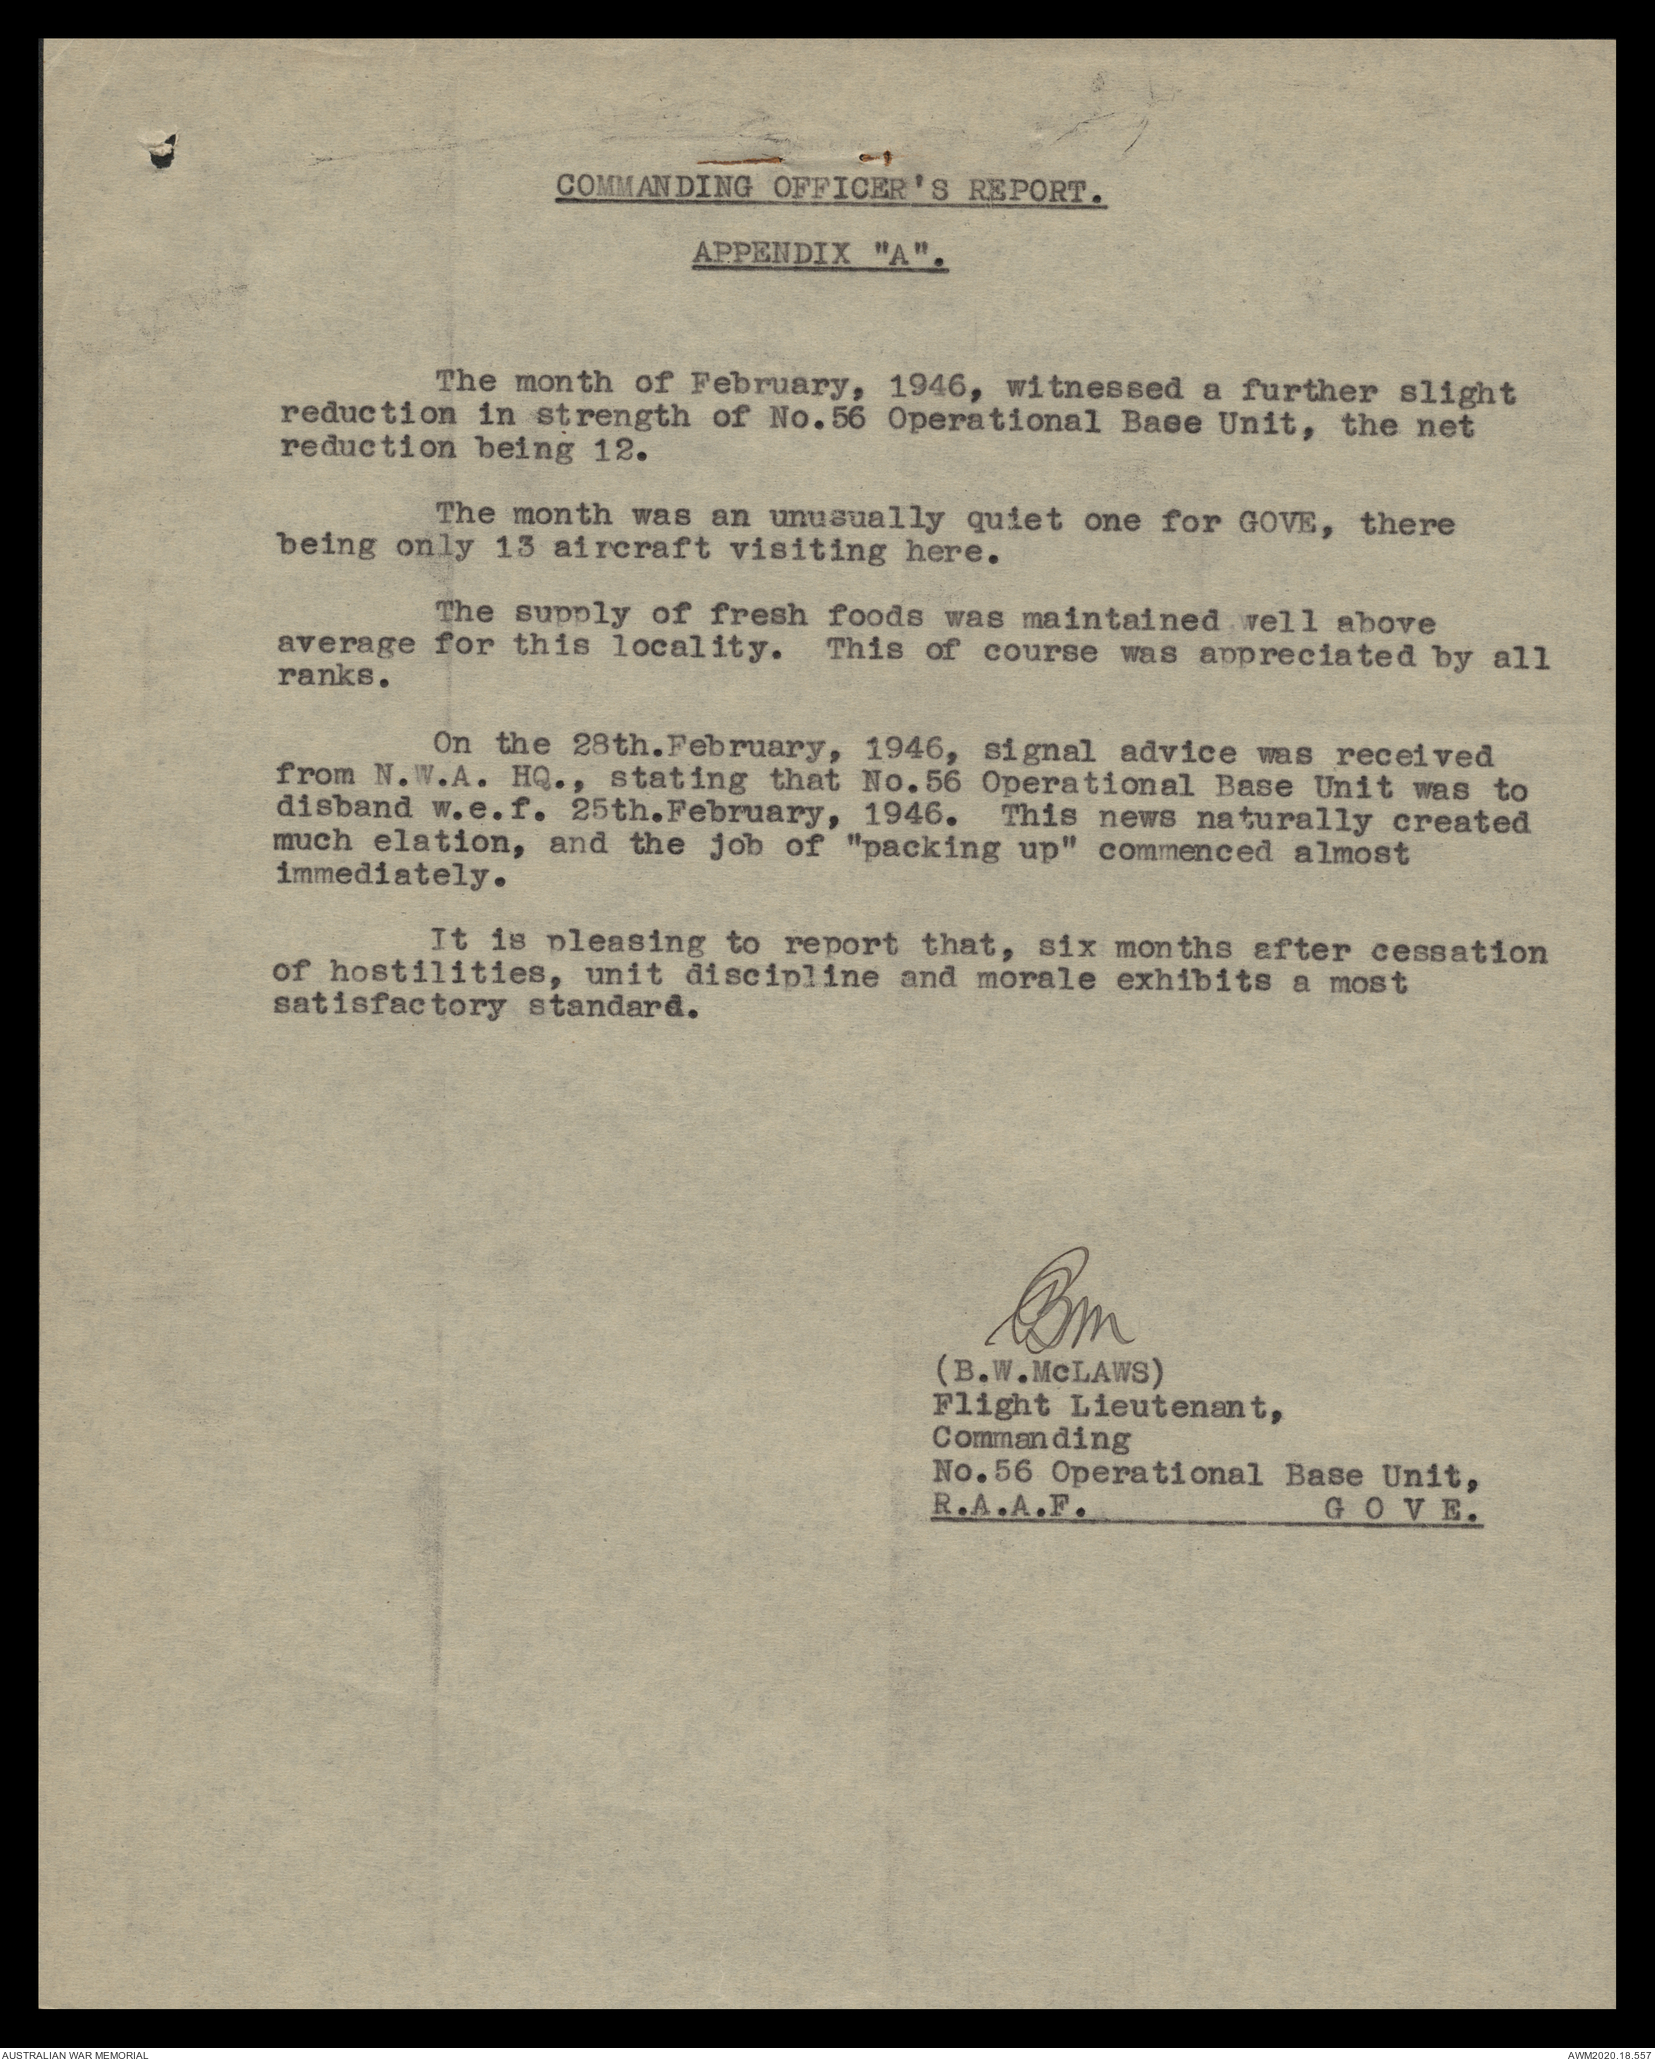 COMMANDING OFFICER'S REPORT.
APPENDIX "A".
The month of February, 1946, witnessed a further slight
reduction in strength of No.56 Operational Base Unit, the net
reduction being 12.
The month was an unusually quiet one for GOVE, there
being only 13 aircraft visiting here.
The supply of fresh foods was maintained well above
average for this locality. This of course was appreciated by all
ranks.
On the 28th.February, 1946, signal advice was received
from N.W.A. HQ., stating that No.56 Operational Base Unit was to
disband w.e.f. 25th.February, 1946. This news naturally created
much elation, and the job of "packing up" commenced almost
immediately.
It is pleasing to report that, six months after cessation
of hostilities, unit discipline and morale exhibits a most
satisfactory standard.
BM
(B.W.McLAWS)
Flight Lieutenant,
Commanding
No.56 Operational Base Unit,
R.A.A.F. G O V E.
AUSTRALIAN WAR MEMORIAL
AWM2020.18.557